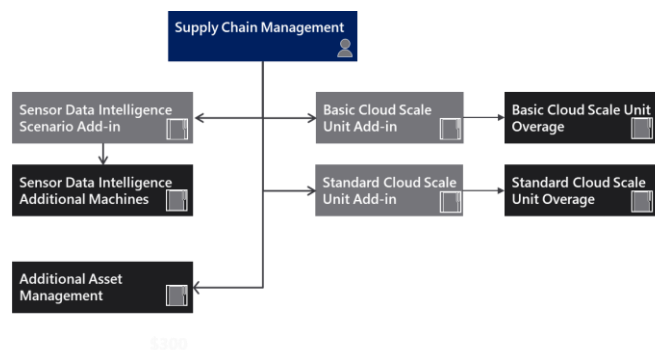 Supply Chain Management
Sensor Data Intelligence
Scenario Add-in
Basic Cloud Scale
Unit Add-in
Basic Cloud Scale Unit
Overage
Sensor Data Intelligence
Additional Machines
Standard Cloud Scale
Unit Add-in
Standard Cloud Scale
Unit Overage
Additional Asset
Management
$300